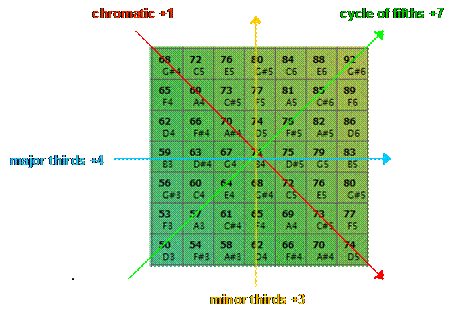 chromatic +1
cycle of fifths +7
68 72 76 80 84 88 92
G#4 C5 E5 G#5 C6 E6 G#6
65 69 73 77 81 85 89
F4 A4 C#5 F5 A5 C#6 F6
62 66 70 74 78 82 86
D4 F#4 A#4 D5 F#5 A#5 D6
major thirds +4
59 63 67 71 75 79 83
B3 D#4 G4 B4 D#5 G5 B5
56 60 64 68 72 76 80
G#3 C4 E4 G#4 C5 E5 G#5
53 57 61 65 69 73 77
F3 A3 C#4 F4 A4 C#5 F5
50 54 58 62 66 70 74
D3 F#3 A#3 D4 F#4 A#4 D5
minor thirds +3